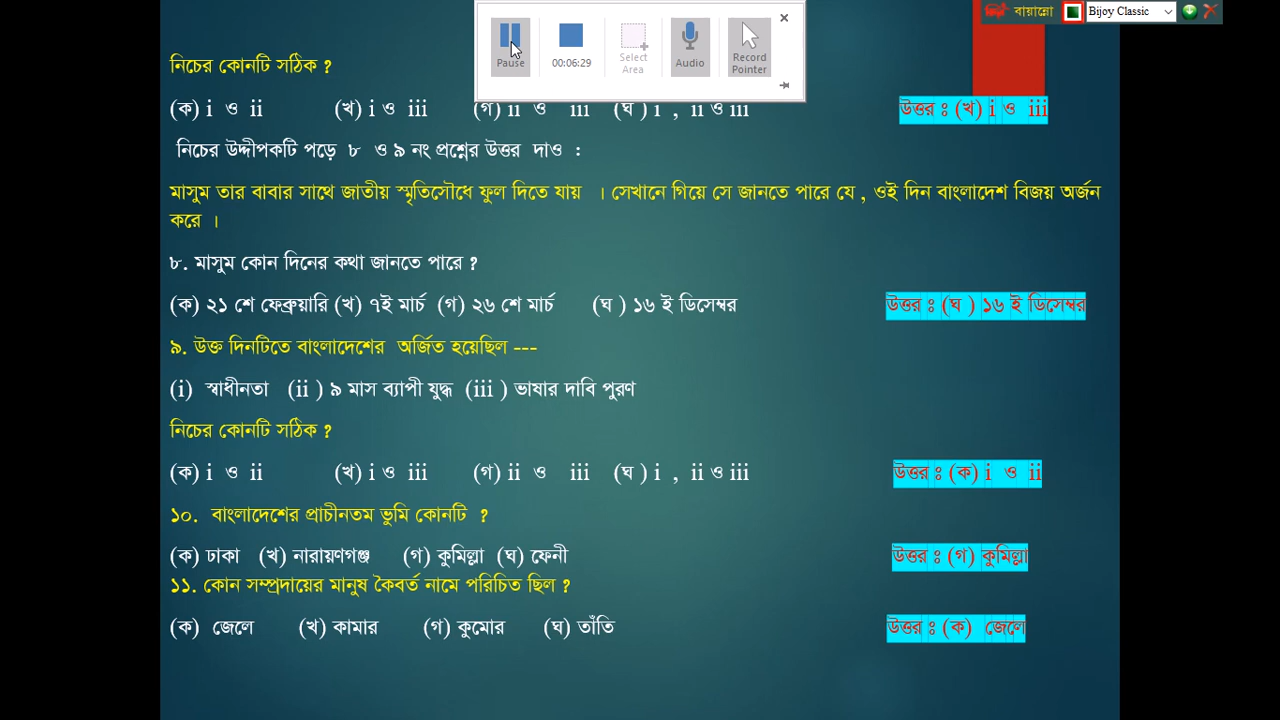 বায়ান্নো Bijoy Classic
Pause 00:06:29 Select Area Audio Record Pointer
নিচের কোনটি সঠিক ?
(ক) i ও ii (খ) i ও iii (গ) ii ও iii (ঘ ) i , ii ও iii উত্তর ঃ (খ) i ও iii
নিচের উদ্দীপকটি পড়ে ৮ ও ৯ নং প্রশ্নের উত্তর দাও :
মাসুম তার বাবার সাথে জাতীয় স্মৃতিসৌধে ফুল দিতে যায় । সেখানে গিয়ে সে জানতে পারে যে , ওই দিন বাংলাদেশ বিজয় অর্জন
করে ।
৮. মাসুম কোন দিনের কথা জানতে পারে ?
(ক) ২১ শে ফেব্রুয়ারি (খ) ৭ই মার্চ (গ) ২৬ শে মার্চ (ঘ ) ১৬ ই ডিসেম্বর উত্তর ঃ (ঘ ) ১৬ ই ডিসেম্বর
৯. উক্ত দিনটিতে বাংলাদেশের অর্জিত হয়েছিল ---
(i) স্বাধীনতা (ii ) ৯ মাস ব্যাপী যুদ্ধ (iii ) ভাষার দাবি পুরণ
নিচের কোনটি সঠিক ?
(ক) i ও ii (খ) i ও iii (গ) ii ও iii (ঘ ) i , ii ও iii উত্তর ঃ (ক) i ও ii
১০. বাংলাদেশের প্রাচীনতম ভুমি কোনটি ?
(ক) ঢাকা (খ) নারায়ণগঞ্জ (গ) কুমিল্লা (ঘ) ফেনী উত্তর ঃ (গ) কুমিল্লা
১১. কোন সম্প্রদায়ের মানুষ কৈবর্ত নামে পরিচিত ছিল ?
(ক) জেলে (খ) কামার (গ) কুমোর (ঘ) তাঁতি উত্তর ঃ (ক) জেলে